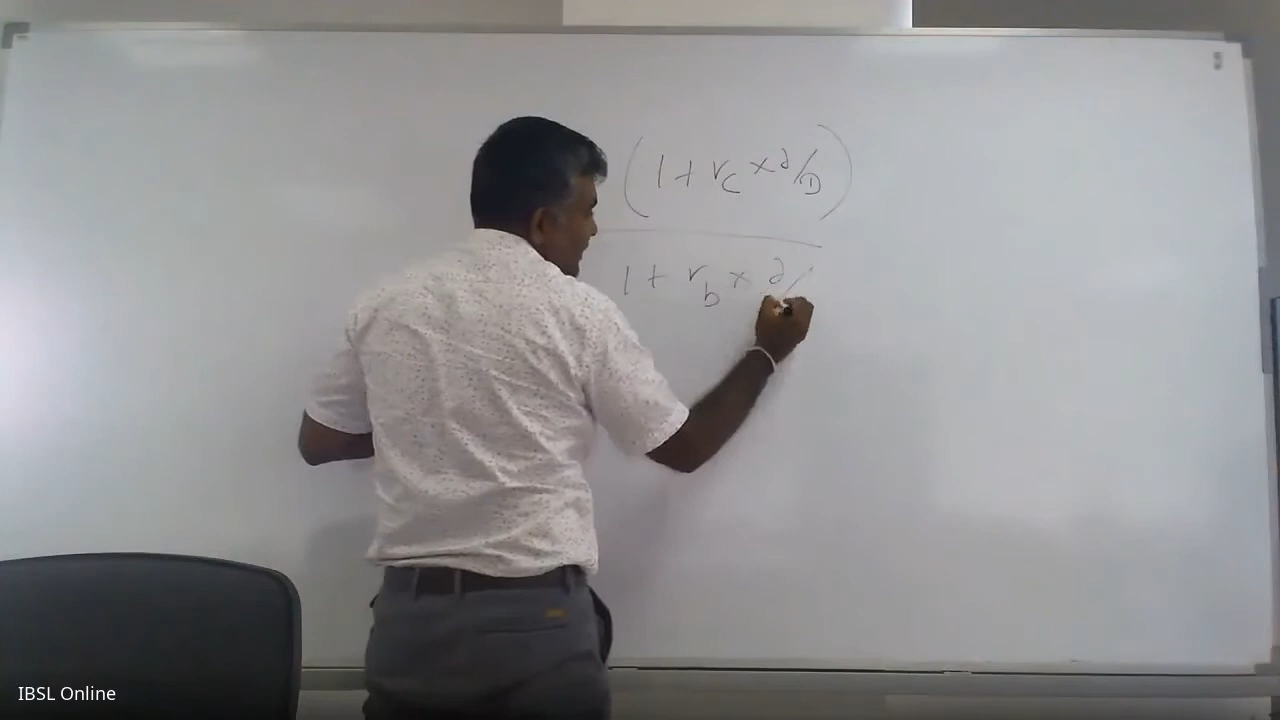 (1 + rc × d/D)
1 + rb × d/
IBSL Online